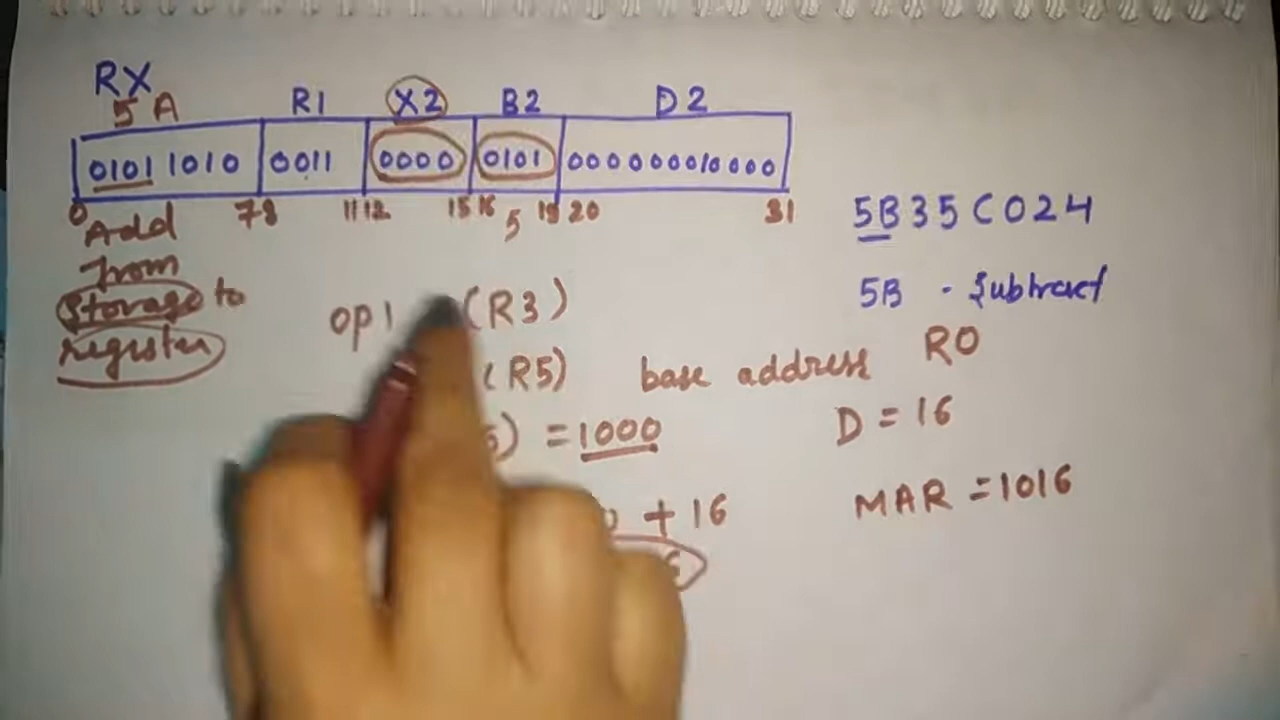 RX
5 A R1 X2 B2 D2
0101 1010 0011 0000 0101 000000010000
0 78 11 12 15 16 19 20 31
5
Add
from
Storage to
register
5B35C024
5B - Subtract
op1 (R3)
(R5) base address R0
) = 1000 D = 16
+ 16 MAR = 1016
6